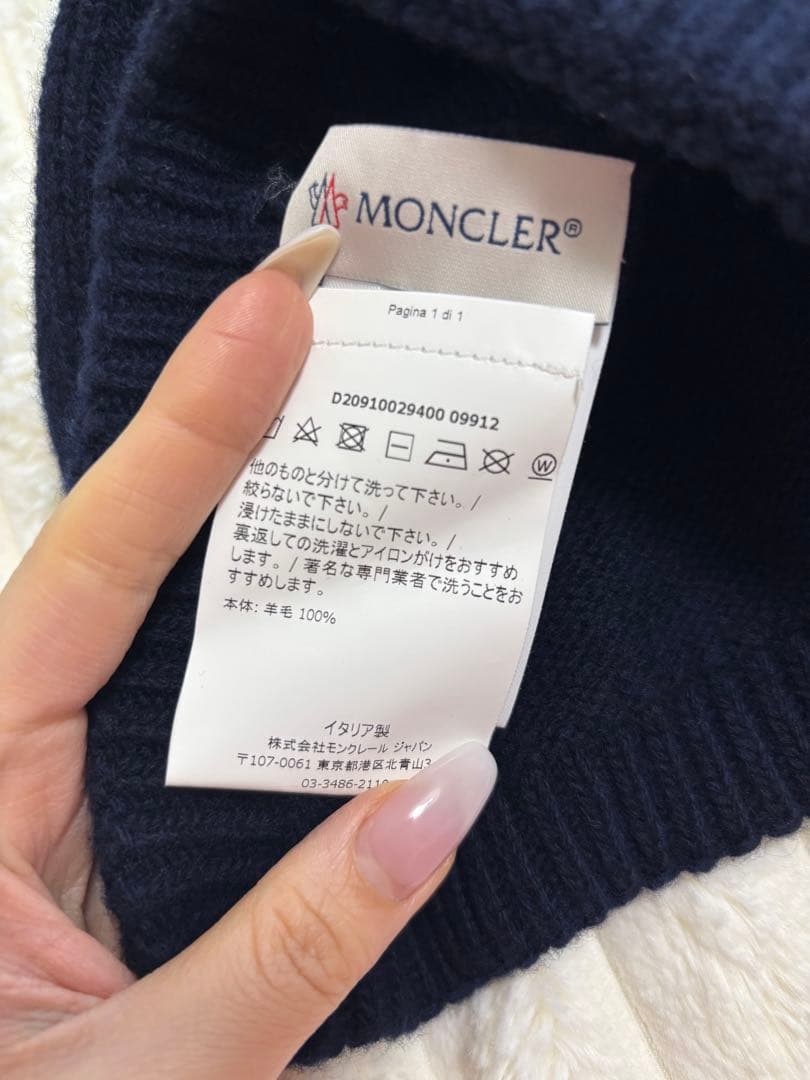 MONCLER®
Pagina 1 di 1
D20910029400 09912
W
他のものと分けて洗って下さい。/
絞らないで下さい。/
浸けたままにしないで下さい。/
裏返しての洗濯とアイロンがけをおすすめ
します。/ 著名な専門業者で洗うことをお
すすめします。
本体: 羊毛 100%
イタリア製
株式会社モンクレール ジャパン
〒107-0061 東京都港区北青山3
03-3486-2110